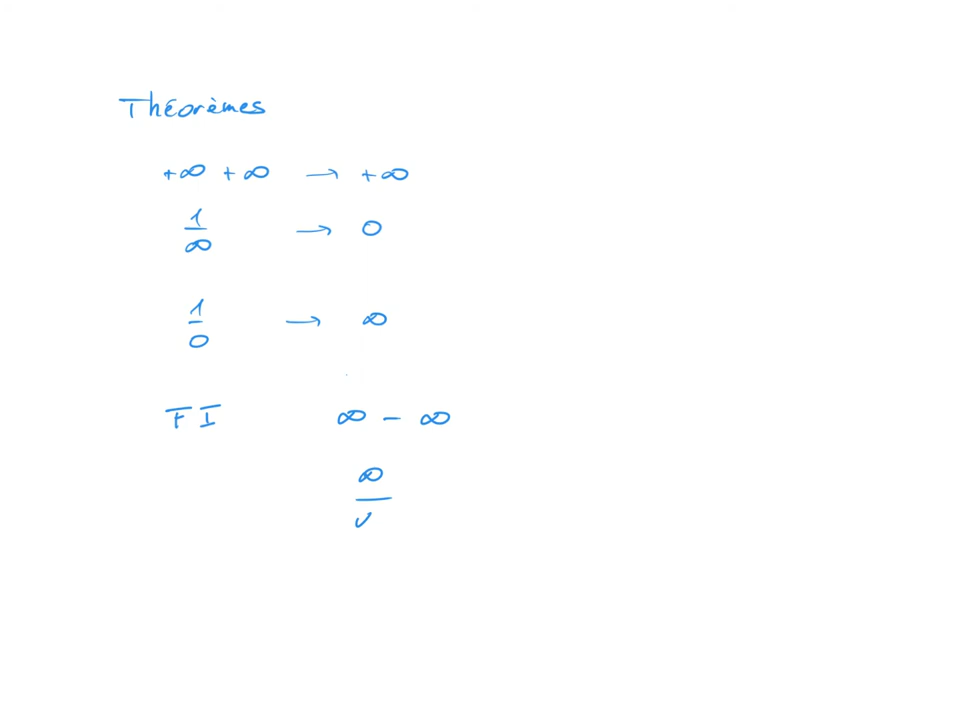 Théorèmes
+∞ + ∞ → +∞
1/∞ → 0
1/0 → ∞
FI ∞ - ∞
∞/